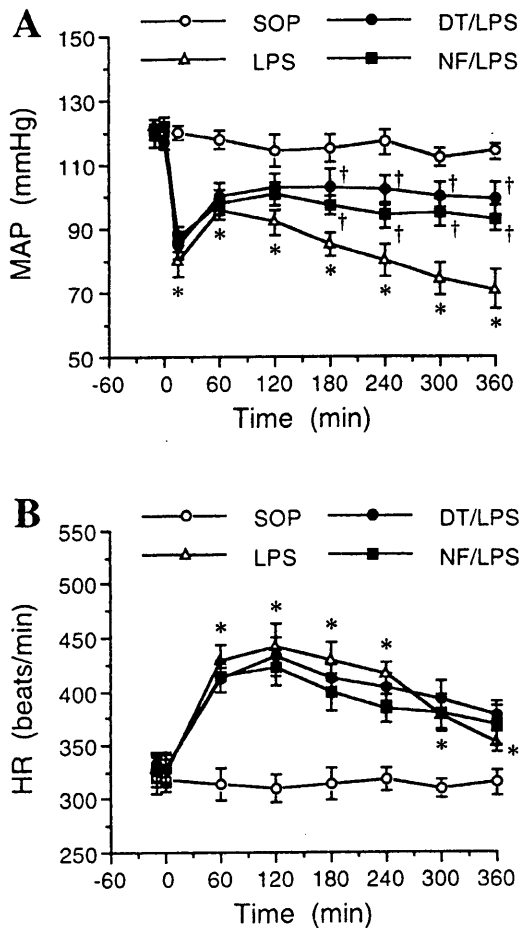 A
SOP DT/LPS
LPS NF/LPS
MAP (mmHg)
150
130
110
90
70
50
† † † †
† † † †
* * * * * * *
-60 0 60 120 180 240 300 360
Time (min)
B
SOP DT/LPS
LPS NF/LPS
HR (beats/min)
550
500
450
400
350
300
250
* * * * * *
-60 0 60 120 180 240 300 360
Time (min)